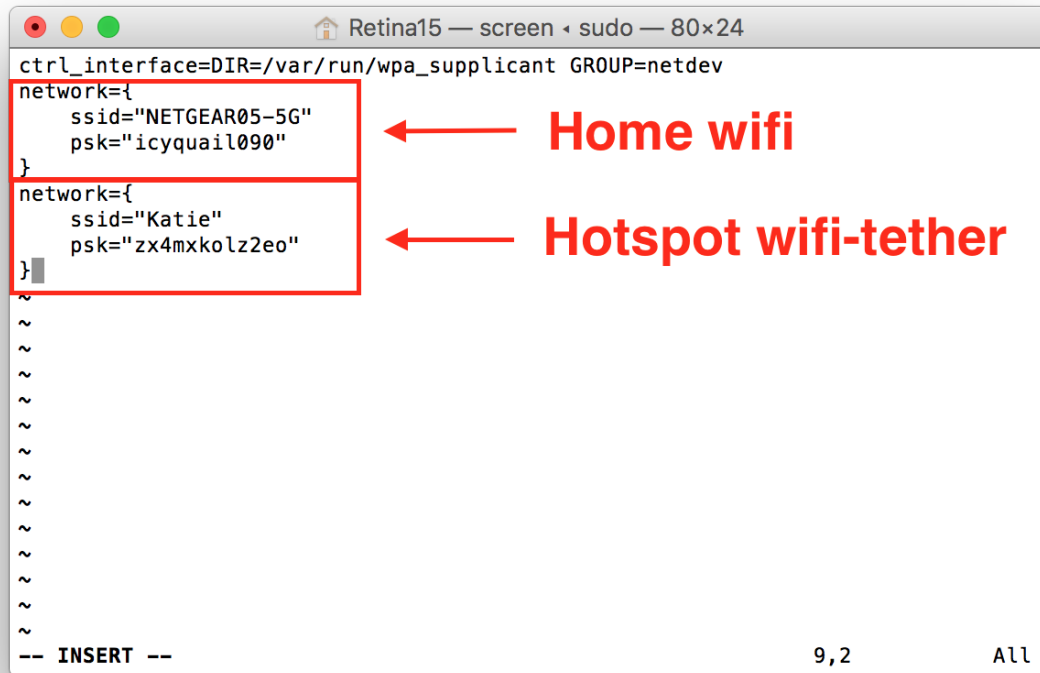 Retina15 — screen ◂ sudo — 80×24
ctrl_interface=DIR=/var/run/wpa_supplicant GROUP=netdev
network={
    ssid="NETGEAR05-5G"
    psk="icyquail090"
}
Home wifi
network={
    ssid="Katie"
    psk="zx4mxkolz2eo"
}
Hotspot wifi-tether
~
~
~
~
~
~
~
~
~
~
~
~
~
~
-- INSERT -- 9,2 All